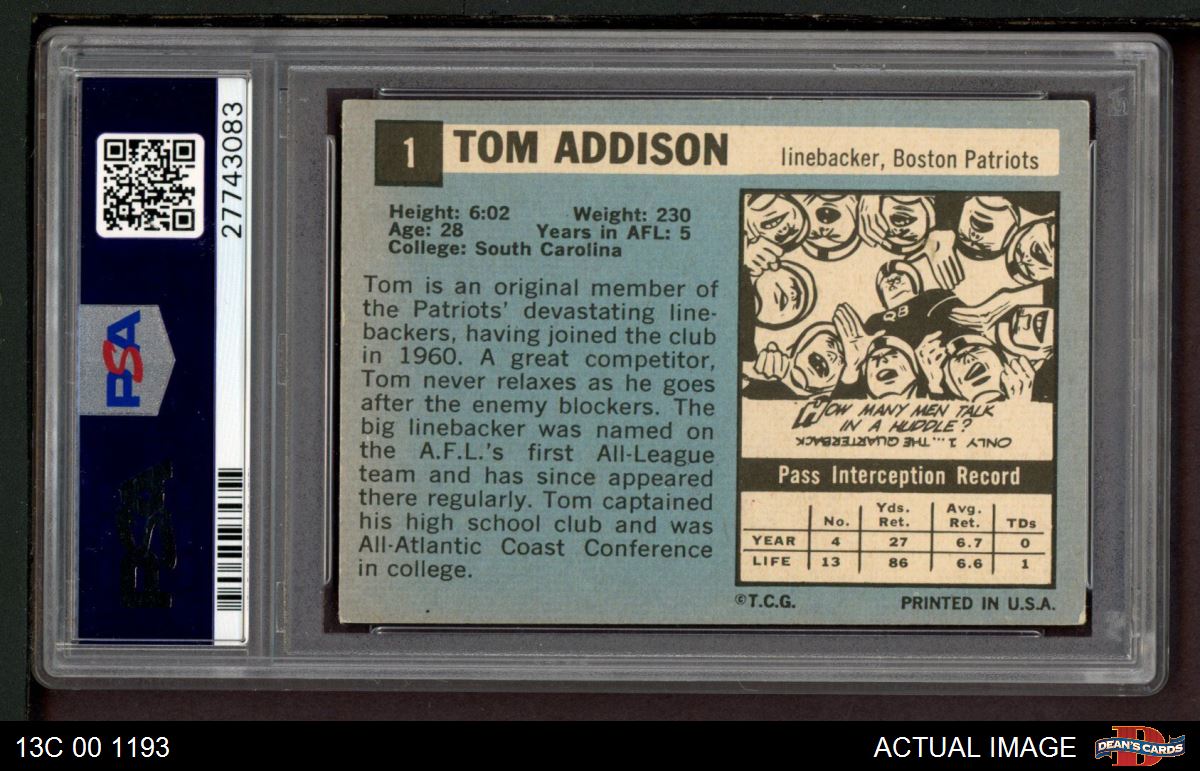 27743083
PSA
PSA
1 TOM ADDISON linebacker, Boston Patriots
Height: 6:02 Weight: 230
Age: 28 Years in AFL: 5
College: South Carolina
Tom is an original member of
the Patriots' devastating line-
backers, having joined the club
in 1960. A great competitor,
Tom never relaxes as he goes
after the enemy blockers. The
big linebacker was named on
the A.F.L.'s first All-League
team and has since appeared
there regularly. Tom captained
his high school club and was
All-Atlantic Coast Conference
in college.
QB
HOW MANY MEN TALK
IN A HUDDLE?
ONLY 1... THE QUARTERBACK
Pass Interception Record
No. Yds. Ret. Avg. Ret. TDs
YEAR 4 27 6.7 0
LIFE 13 86 6.6 1
©T.C.G. PRINTED IN U.S.A.
13C 00 1193 ACTUAL IMAGE DEAN'S CARDS